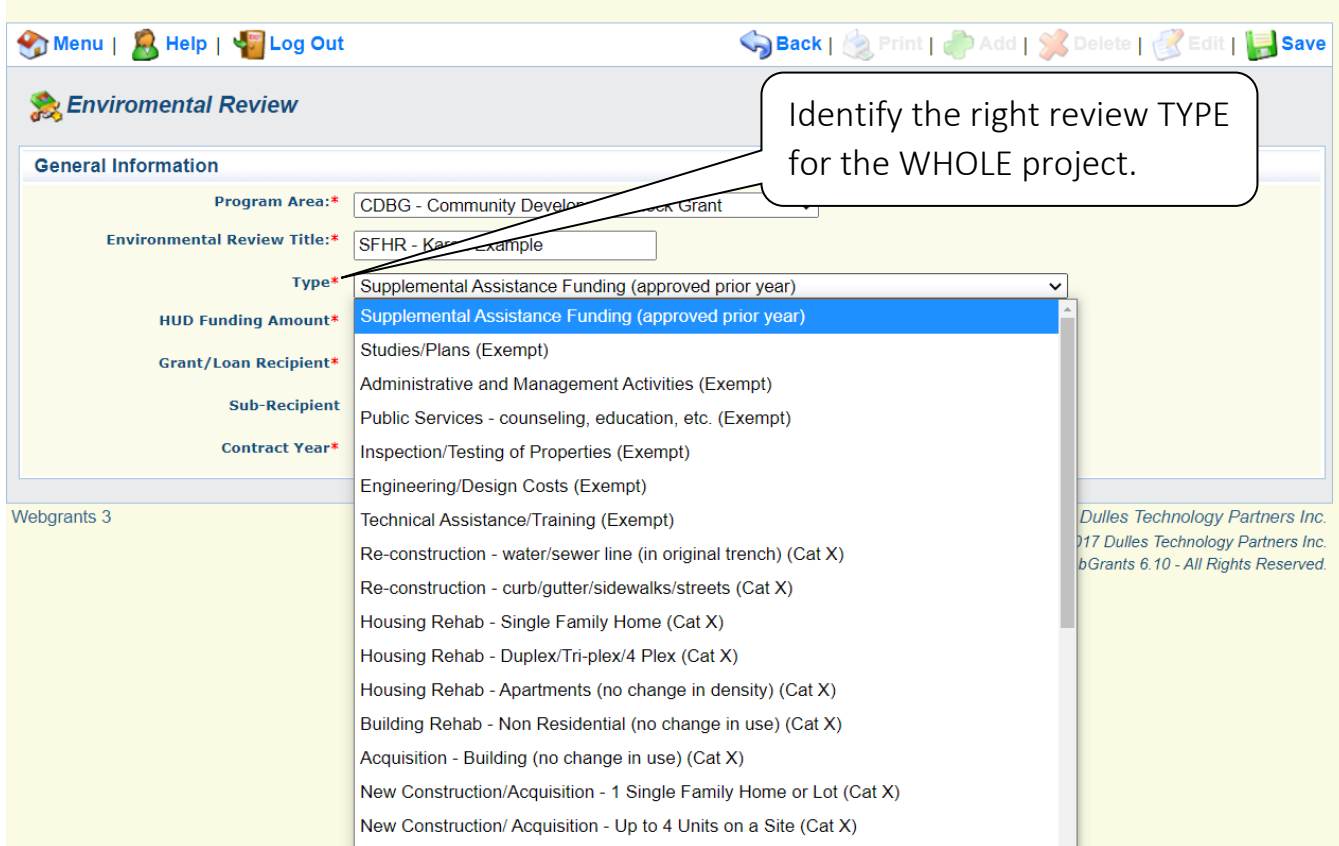 Menu | Help | Log Out
Back | Print | Add | Delete | Edit | Save
Enviromental Review
Identify the right review TYPE
for the WHOLE project.
General Information
Program Area:* CDBG - Community Develo ck Grant
Environmental Review Title:* SFHR - Kar Example
Type* Supplemental Assistance Funding (approved prior year)
HUD Funding Amount*
Grant/Loan Recipient*
Sub-Recipient
Contract Year*
Supplemental Assistance Funding (approved prior year)
Studies/Plans (Exempt)
Administrative and Management Activities (Exempt)
Public Services - counseling, education, etc. (Exempt)
Inspection/Testing of Properties (Exempt)
Engineering/Design Costs (Exempt)
Technical Assistance/Training (Exempt)
Re-construction - water/sewer line (in original trench) (Cat X)
Re-construction - curb/gutter/sidewalks/streets (Cat X)
Housing Rehab - Single Family Home (Cat X)
Housing Rehab - Duplex/Tri-plex/4 Plex (Cat X)
Housing Rehab - Apartments (no change in density) (Cat X)
Building Rehab - Non Residential (no change in use) (Cat X)
Acquisition - Building (no change in use) (Cat X)
New Construction/Acquisition - 1 Single Family Home or Lot (Cat X)
New Construction/ Acquisition - Up to 4 Units on a Site (Cat X)
Webgrants 3
Dulles Technology Partners Inc.
017 Dulles Technology Partners Inc.
bGrants 6.10 - All Rights Reserved.